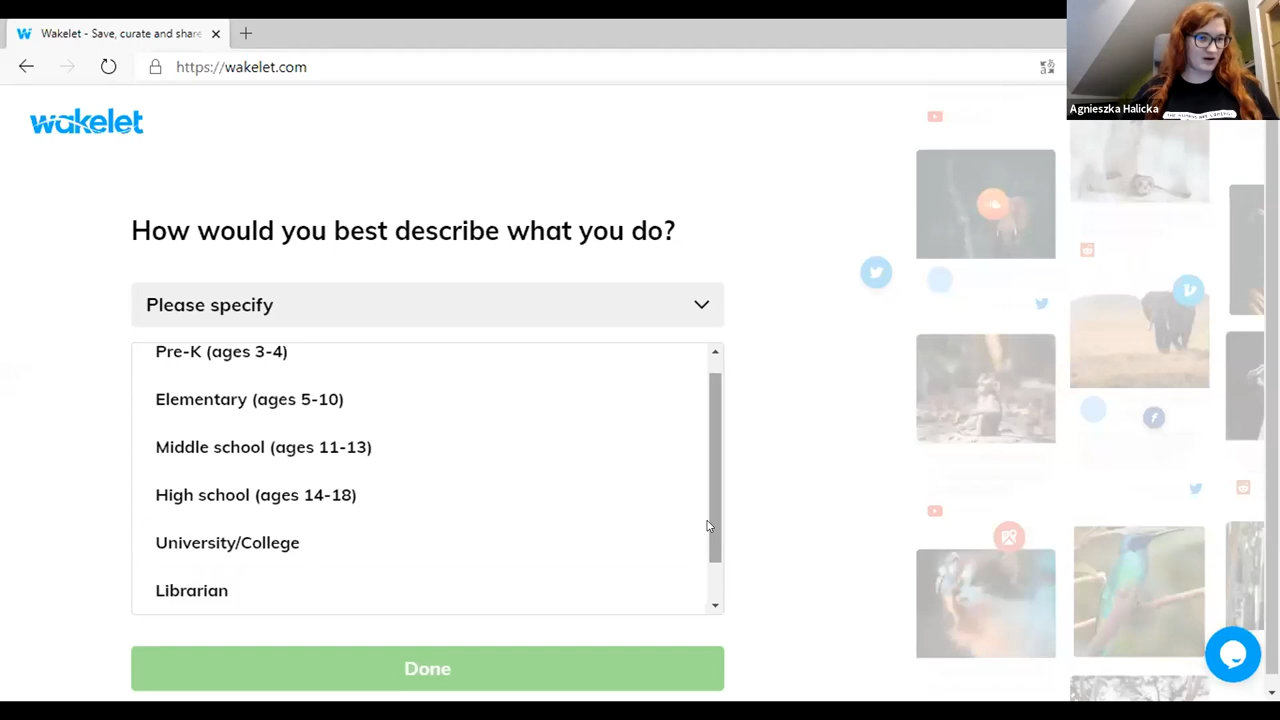 Wakelet - Save, curate and share
https://wakelet.com
Agnieszka Halicka
wakelet
How would you best describe what you do?
Please specify
Pre-K (ages 3-4)
Elementary (ages 5-10)
Middle school (ages 11-13)
High school (ages 14-18)
University/College
Librarian
Done